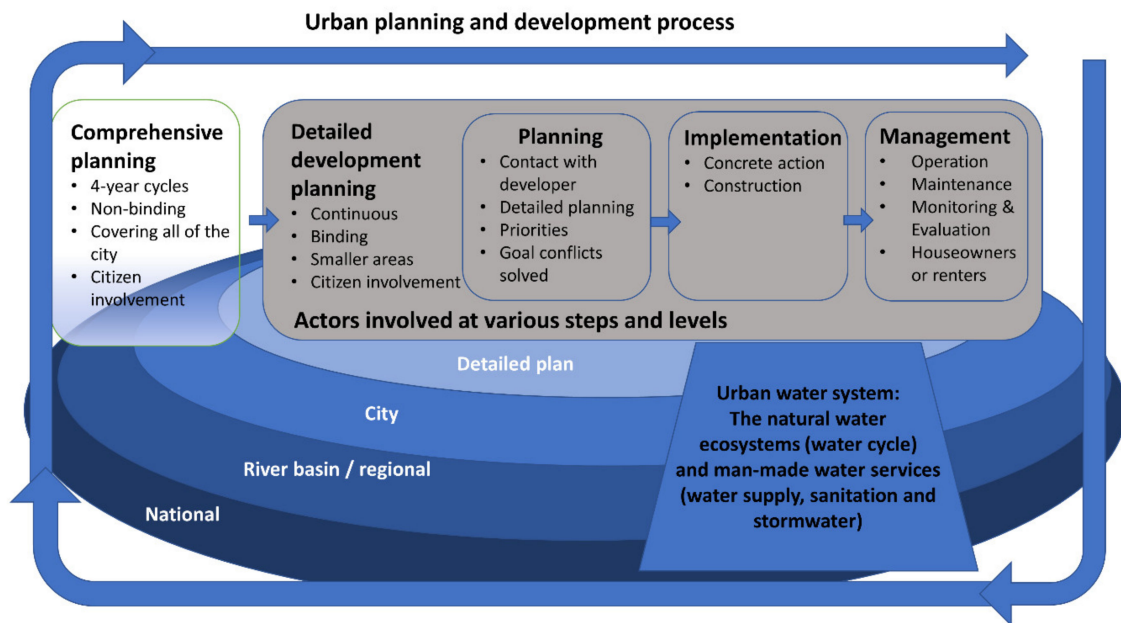 Urban planning and development process
Comprehensive
planning
• 4-year cycles
• Non-binding
• Covering all of the
city
• Citizen
involvement
Detailed
development
planning
• Continuous
• Binding
• Smaller areas
• Citizen involvement
Planning
• Contact with
developer
• Detailed planning
• Priorities
• Goal conflicts
solved
Implementation
• Concrete action
• Construction
Management
• Operation
• Maintenance
• Monitoring &
Evaluation
• Houseowners
or renters
Actors involved at various steps and levels
Detailed plan
City
River basin / regional
National
Urban water system:
The natural water
ecosystems (water cycle)
and man-made water services
(water supply, sanitation and
stormwater)